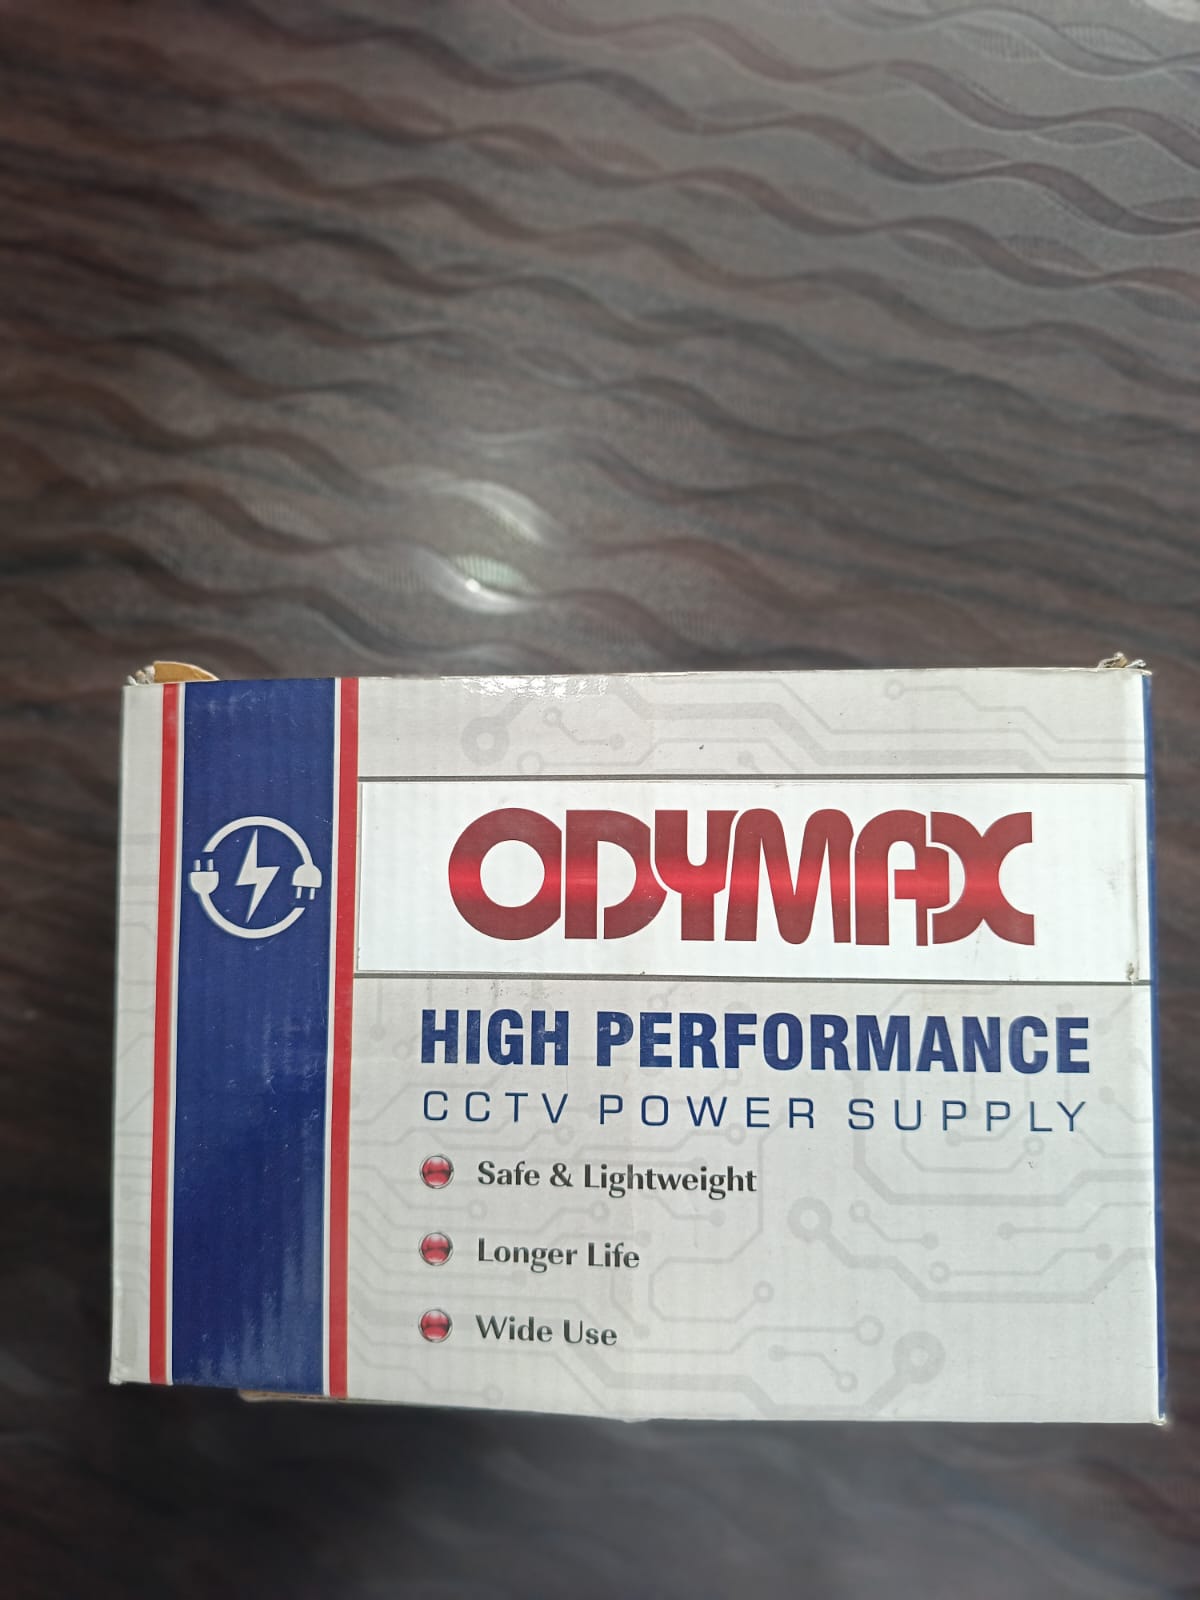 ODYMAX
HIGH PERFORMANCE
CCTV POWER SUPPLY
Safe & Lightweight
Longer Life
Wide Use